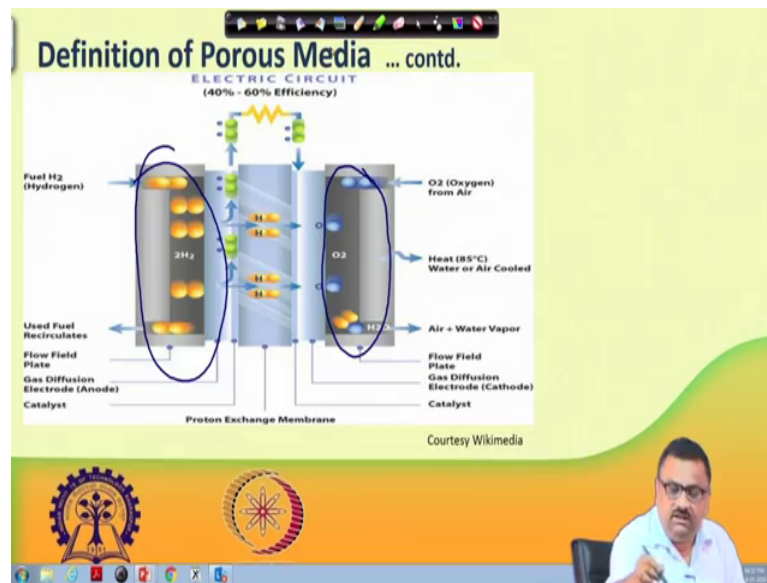 Definition of Porous Media ... contd.
ELECTRIC CIRCUIT
(40% - 60% Efficiency)
Fuel H2
(Hydrogen)
O2 (Oxygen)
from Air
H
H
2H2
O2
Heat (85°C)
Water or Air Cooled
H
H
Used Fuel
Recirculates
H2O
Air + Water Vapor
Flow Field
Plate
Flow Field
Plate
Gas Diffusion
Electrode (Anode)
Gas Diffusion
Electrode (Cathode)
Catalyst
Catalyst
Proton Exchange Membrane
Courtesy Wikimedia